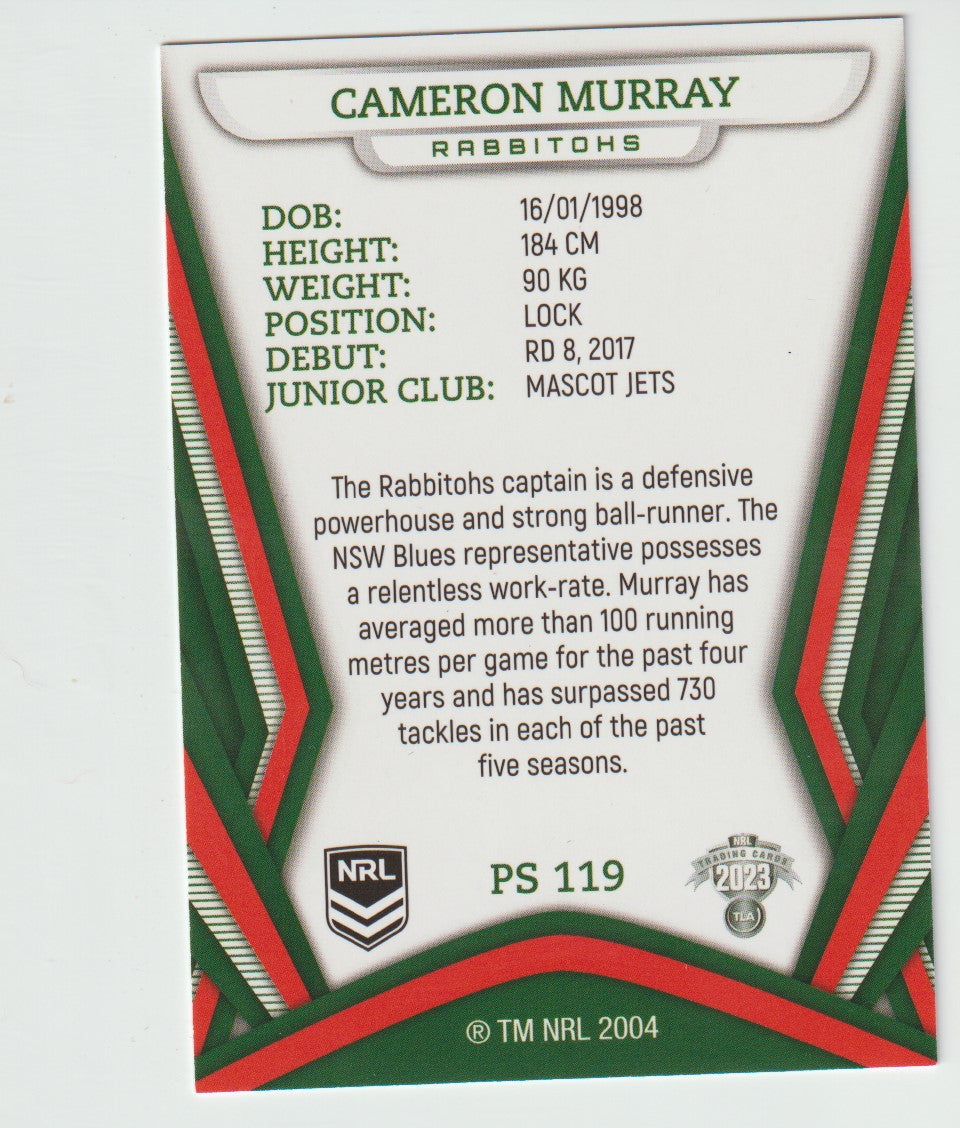 CAMERON MURRAY
RABBITOHS
DOB: 16/01/1998
HEIGHT: 184 CM
WEIGHT: 90 KG
POSITION: LOCK
DEBUT: RD 8, 2017
JUNIOR CLUB: MASCOT JETS
The Rabbitohs captain is a defensive
powerhouse and strong ball-runner. The
NSW Blues representative possesses
a relentless work-rate. Murray has
averaged more than 100 running
metres per game for the past four
years and has surpassed 730
tackles in each of the past
five seasons.
NRL
PS 119
NRL
TRADING CARDS
2023
TLA
® TM NRL 2004